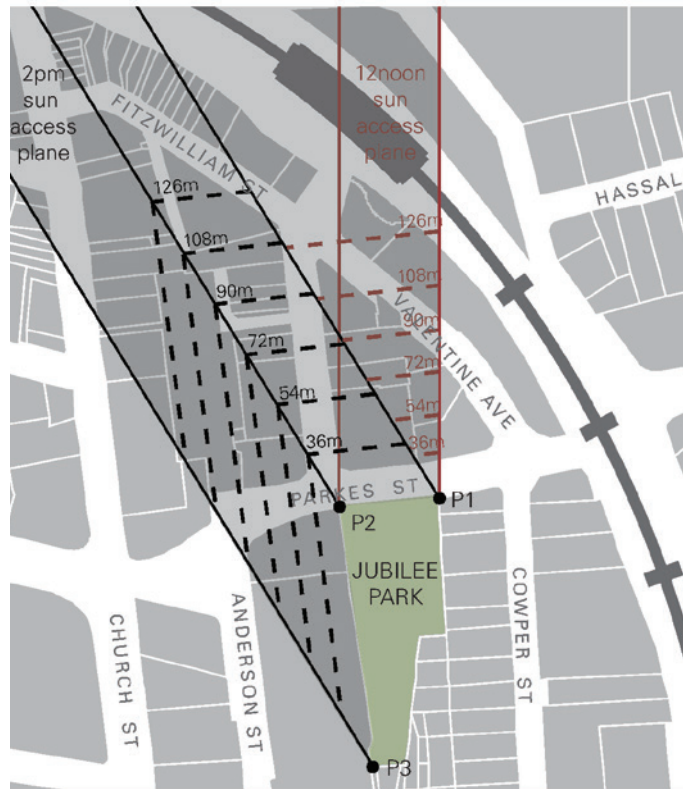 2pm
sun
access
plane
12noon
sun
access
plane
FITZWILLIAM ST
HASSAL
126m
126m
108m
108m
90m
90m
VALENTINE AVE
72m
72m
54m
54m
36m
36m
PARKES ST
P1
P2
JUBILEE
PARK
COWPER ST
ANDERSON ST
CHURCH ST
P3